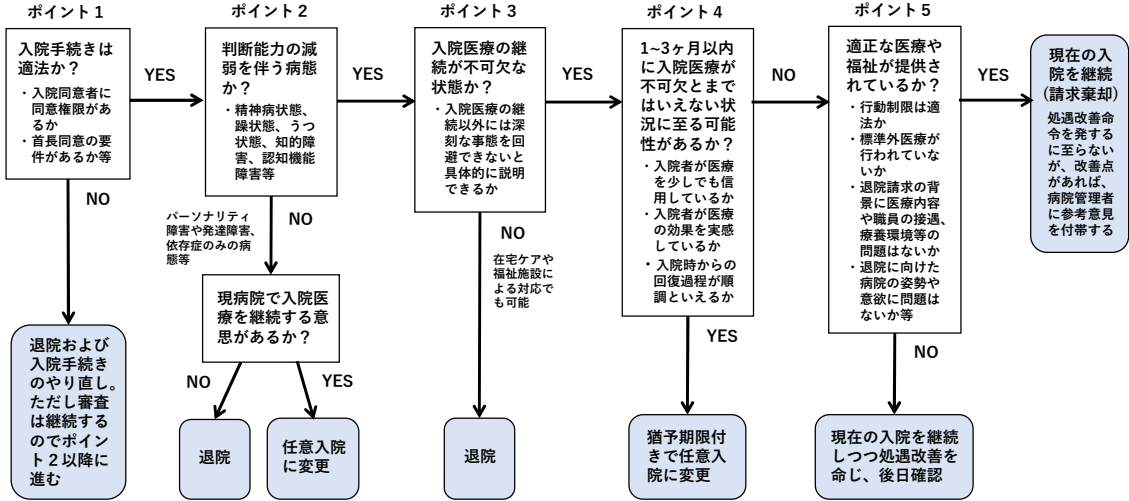 ポイント1
入院手続きは
適法か?
・入院同意者に
同意権限があ
るか
・首長同意の要
件があるか等
YES
NO
退院および
入院手続き
のやり直し。
ただし審査
は継続する
のでポイン
ト2以降に
進む
ポイント2
判断能力の減
弱を伴う病態
か?
・精神病状態、
躁状態、うつ
状態、知的障
害、認知機能
障害等
YES
NO
パーソナリティ
障害や発達障害、
依存症のみの病
態等
現病院で入院医
療を継続する意
思があるか?
NO
YES
退院
任意入院
に変更
ポイント3
入院医療の継
続が不可欠な
状態か?
・入院医療の継
続以外には深
刻な事態を回
避できないと
具体的に説明
できるか
YES
NO
在宅ケアや
福祉施設に
よる対応で
も可能
退院
ポイント4
1~3ヶ月以内
に入院医療が
不可欠とまで
はいえない状
況に至る可能
性があるか?
・入院者が医療
を少しでも信
用しているか
・入院者が医療
の効果を実感
しているか
・入院時からの
回復過程が順
調といえるか
NO
YES
猶予期限付
きで任意入
院に変更
ポイント5
適正な医療や
福祉が提供さ
れているか?
・行動制限は適
法か
・標準外医療が
行われていな
いか
・退院請求の背
景に医療内容
や職員の接遇、
療養環境等の
問題はないか
・退院に向けた
病院の姿勢や
意欲に問題は
ないか等
YES
NO
現在の入院を継続
しつつ処遇改善を
命じ、後日確認
現在の入
院を継続
(請求棄却)
処遇改善命
令を発する
に至らない
が、改善点
があれば、
病院管理者
に参考意見
を付帯する